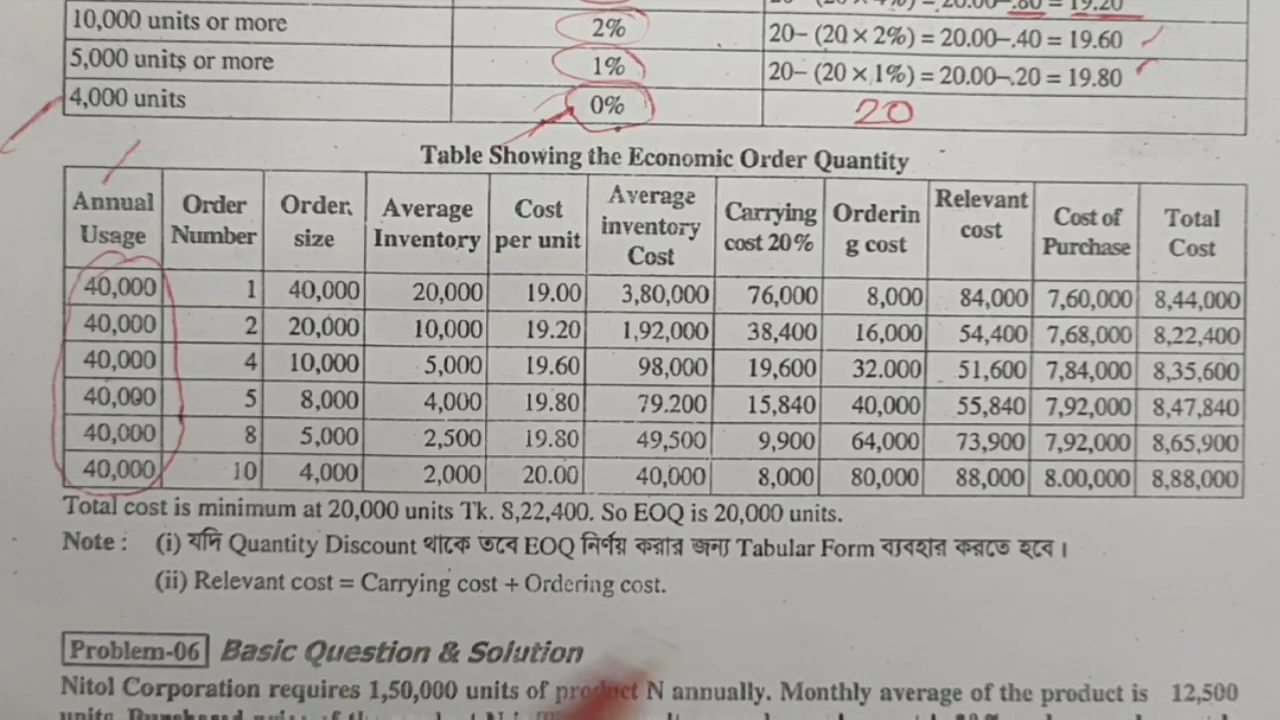 = 19.20
10,000 units or more 2% 20– (20 × 2%) = 20.00–.40 = 19.60
5,000 units or more 1% 20– (20 × 1%) = 20.00–.20 = 19.80
4,000 units 0% 20
Table Showing the Economic Order Quantity
Annual Usage Order Number Order size Average Inventory Cost per unit Average inventory Cost Carrying cost 20% Orderin g cost Relevant cost Cost of Purchase Total Cost
40,000 1 40,000 20,000 19.00 3,80,000 76,000 8,000 84,000 7,60,000 8,44,000
40,000 2 20,000 10,000 19.20 1,92,000 38,400 16,000 54,400 7,68,000 8,22,400
40,000 4 10,000 5,000 19.60 98,000 19,600 32.000 51,600 7,84,000 8,35,600
40,000 5 8,000 4,000 19.80 79.200 15,840 40,000 55,840 7,92,000 8,47,840
40,000 8 5,000 2,500 19.80 49,500 9,900 64,000 73,900 7,92,000 8,65,900
40,000 10 4,000 2,000 20.00 40,000 8,000 80,000 88,000 8.00,000 8,88,000
Total cost is minimum at 20,000 units Tk. 8,22,400. So EOQ is 20,000 units.
Note : (i) যদি Quantity Discount থাকে তবে EOQ নির্ণয় করার জন্য Tabular Form ব্যবহার করতে হবে ।
(ii) Relevant cost = Carrying cost + Ordering cost.
Problem-06 Basic Question & Solution
Nitol Corporation requires 1,50,000 units of product N annually. Monthly average of the product is 12,500